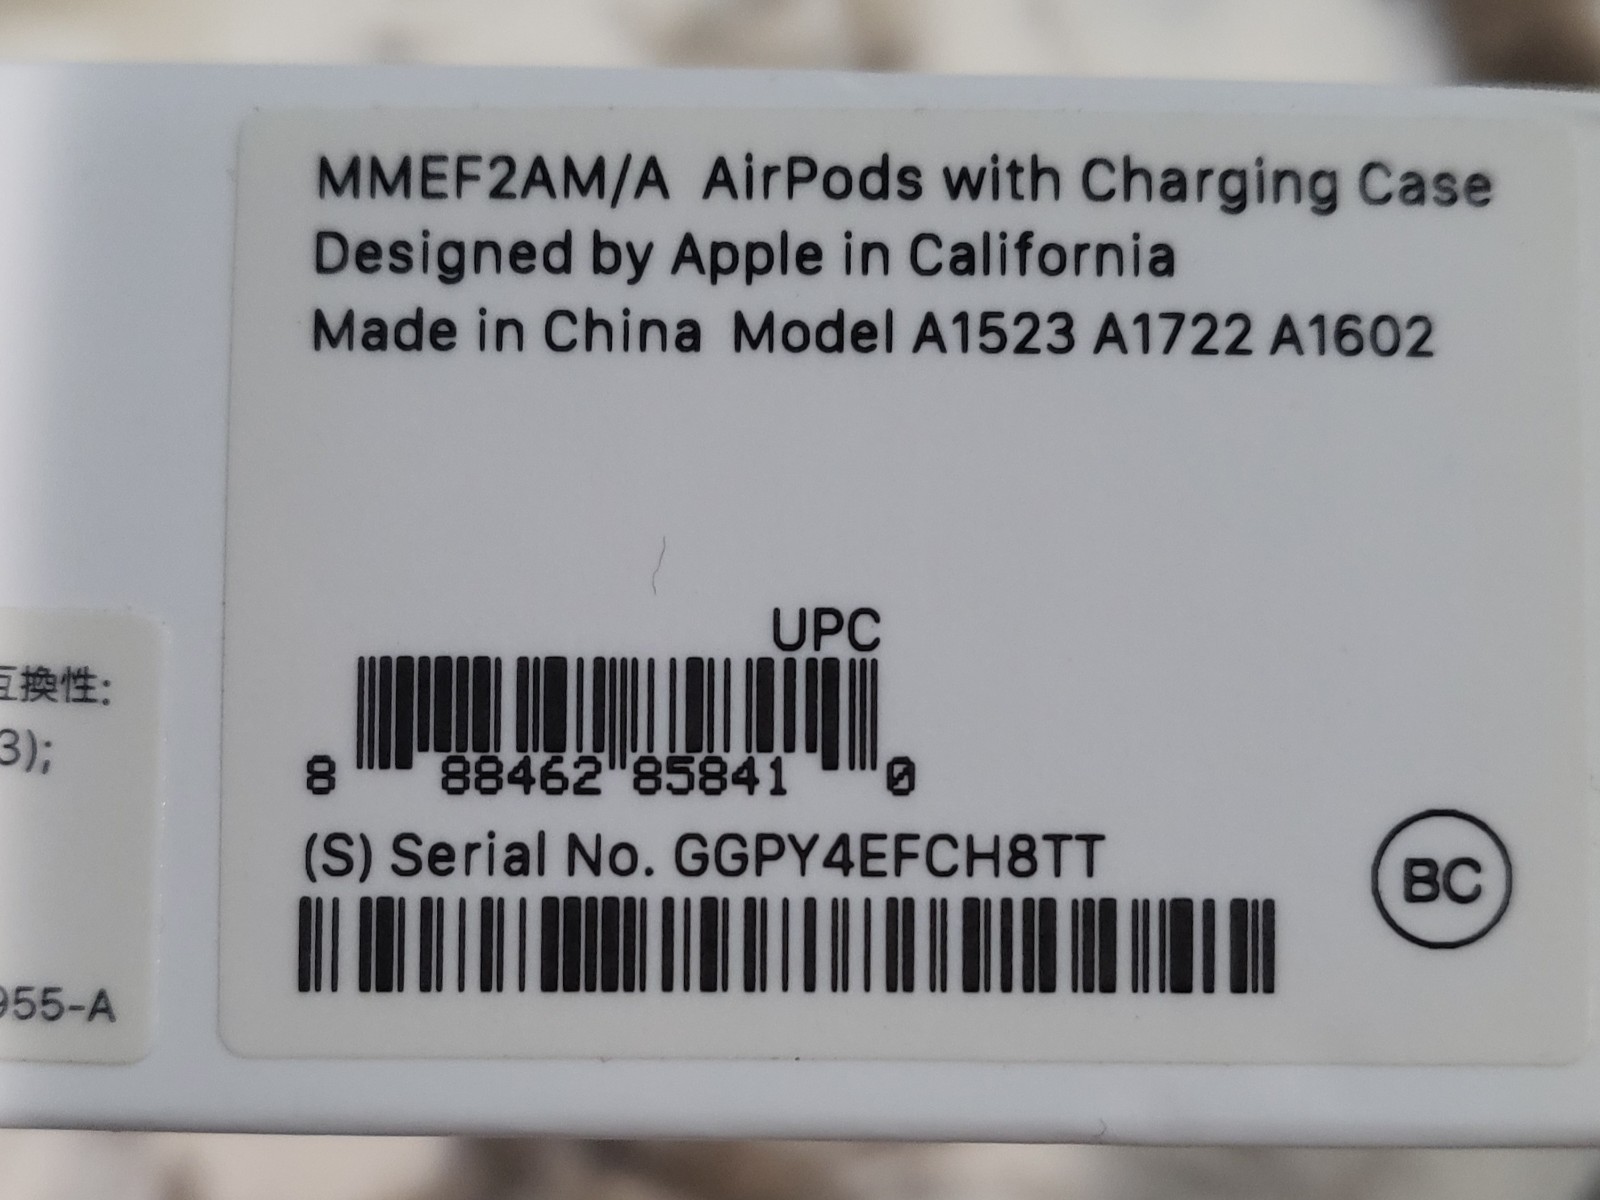 MMEF2AM/A AirPods with Charging Case
Designed by Apple in California
Made in China Model A1523 A1722 A1602
UPC
8 88462 85841 0
(S) Serial No. GGPY4EFCH8TT
BC
互換性:
3);
955-A